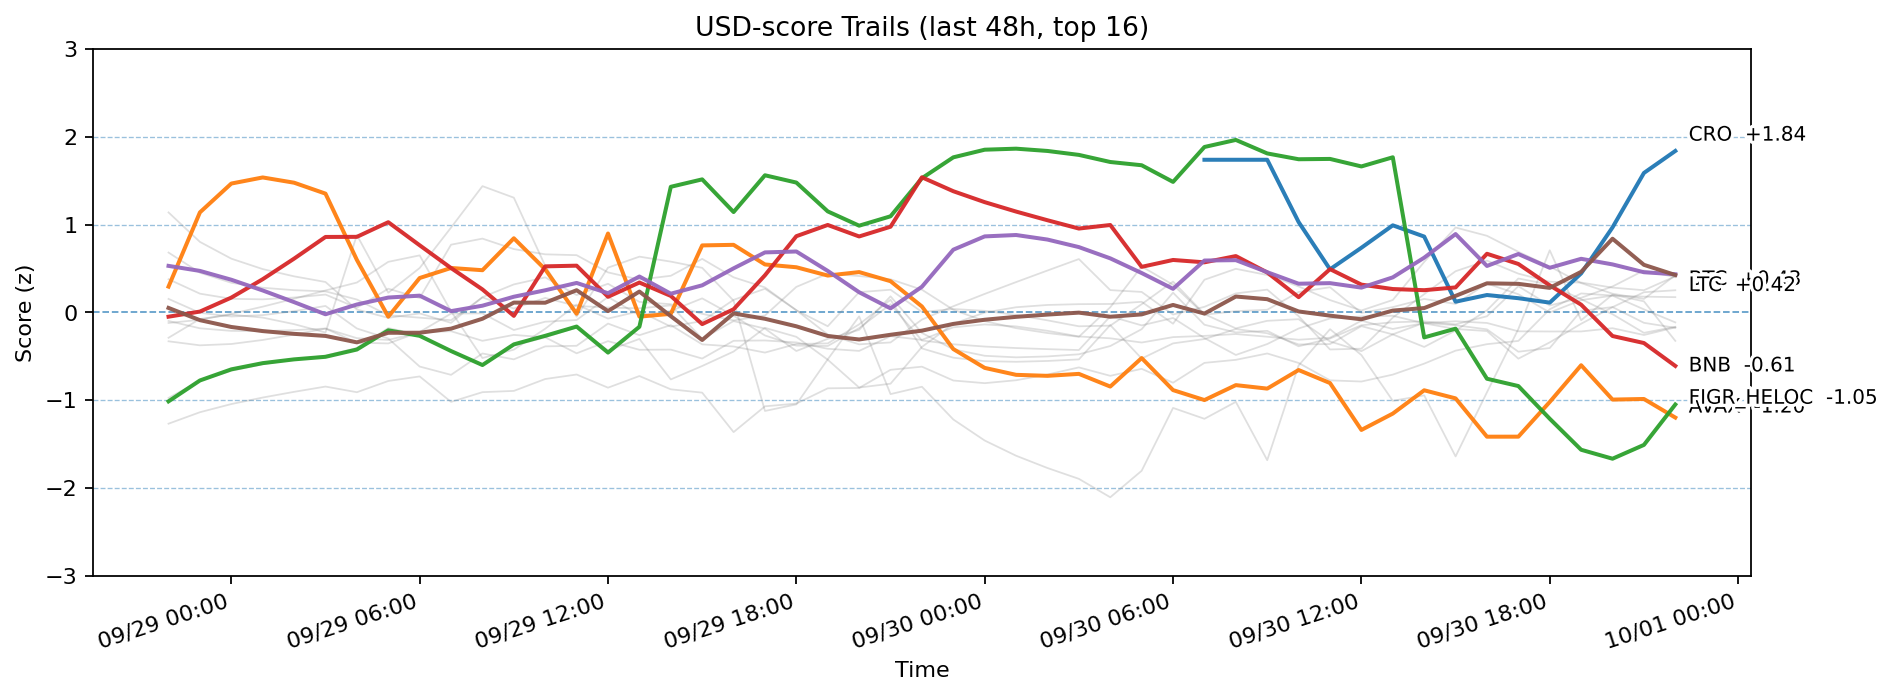 USD-score Trails (last 48h, top 16)
Score (z)
3
2
1
0
−1
−2
−3
CRO +1.84
LTC +0.42
BNB -0.61
FIGR_HELOC -1.05
09/29 00:00
09/29 06:00
09/29 12:00
09/29 18:00
09/30 00:00
09/30 06:00
09/30 12:00
09/30 18:00
10/01 00:00
Time